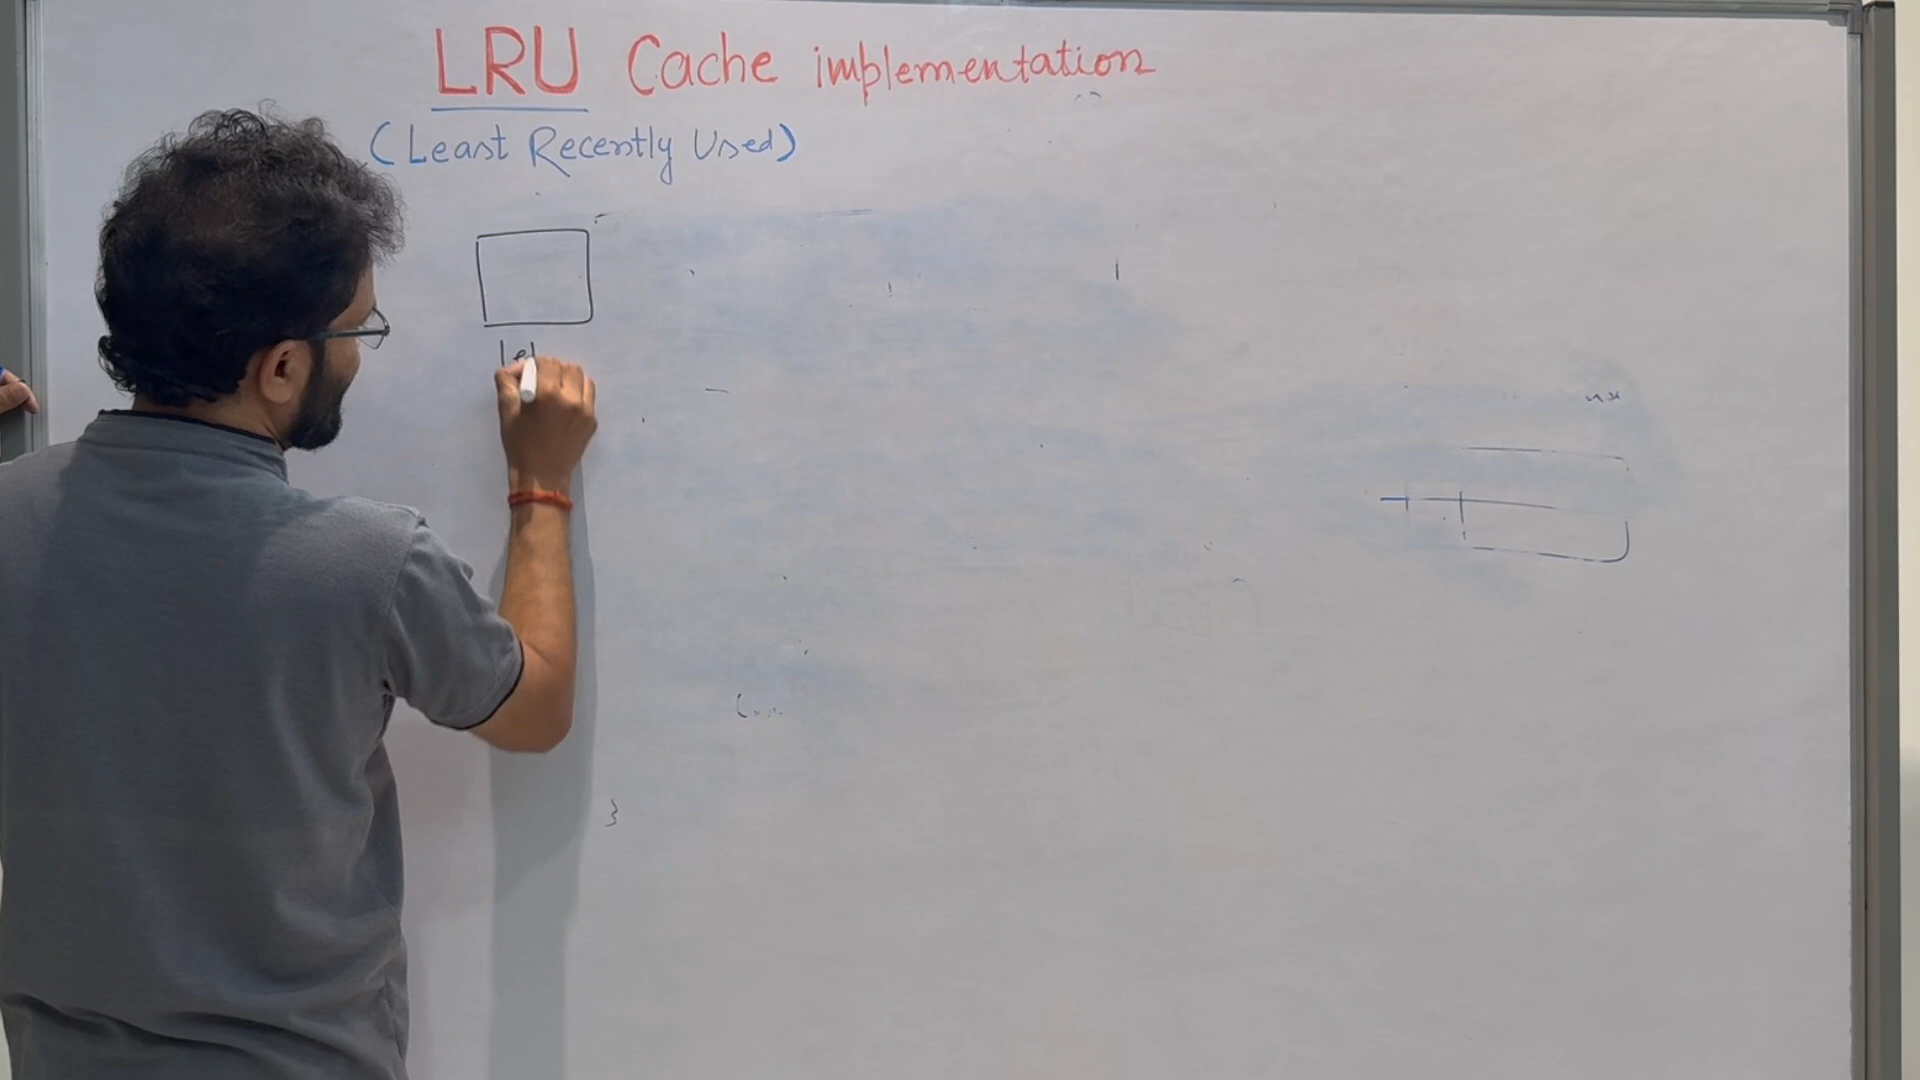 LRU Cache implementation
(Least Recently Used)
}